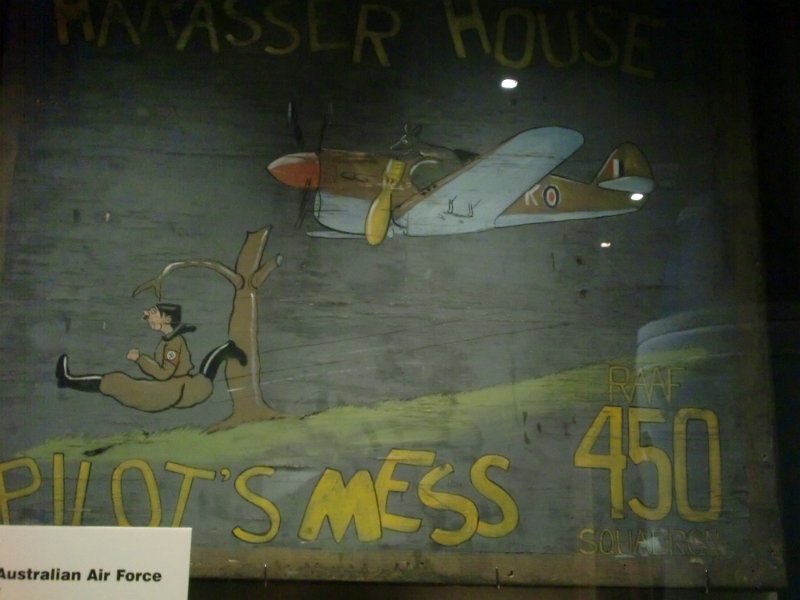 HARASSER HOUSE
K
RAAF
450
SQUADRON
PILOT'S MESS
Australian Air Force